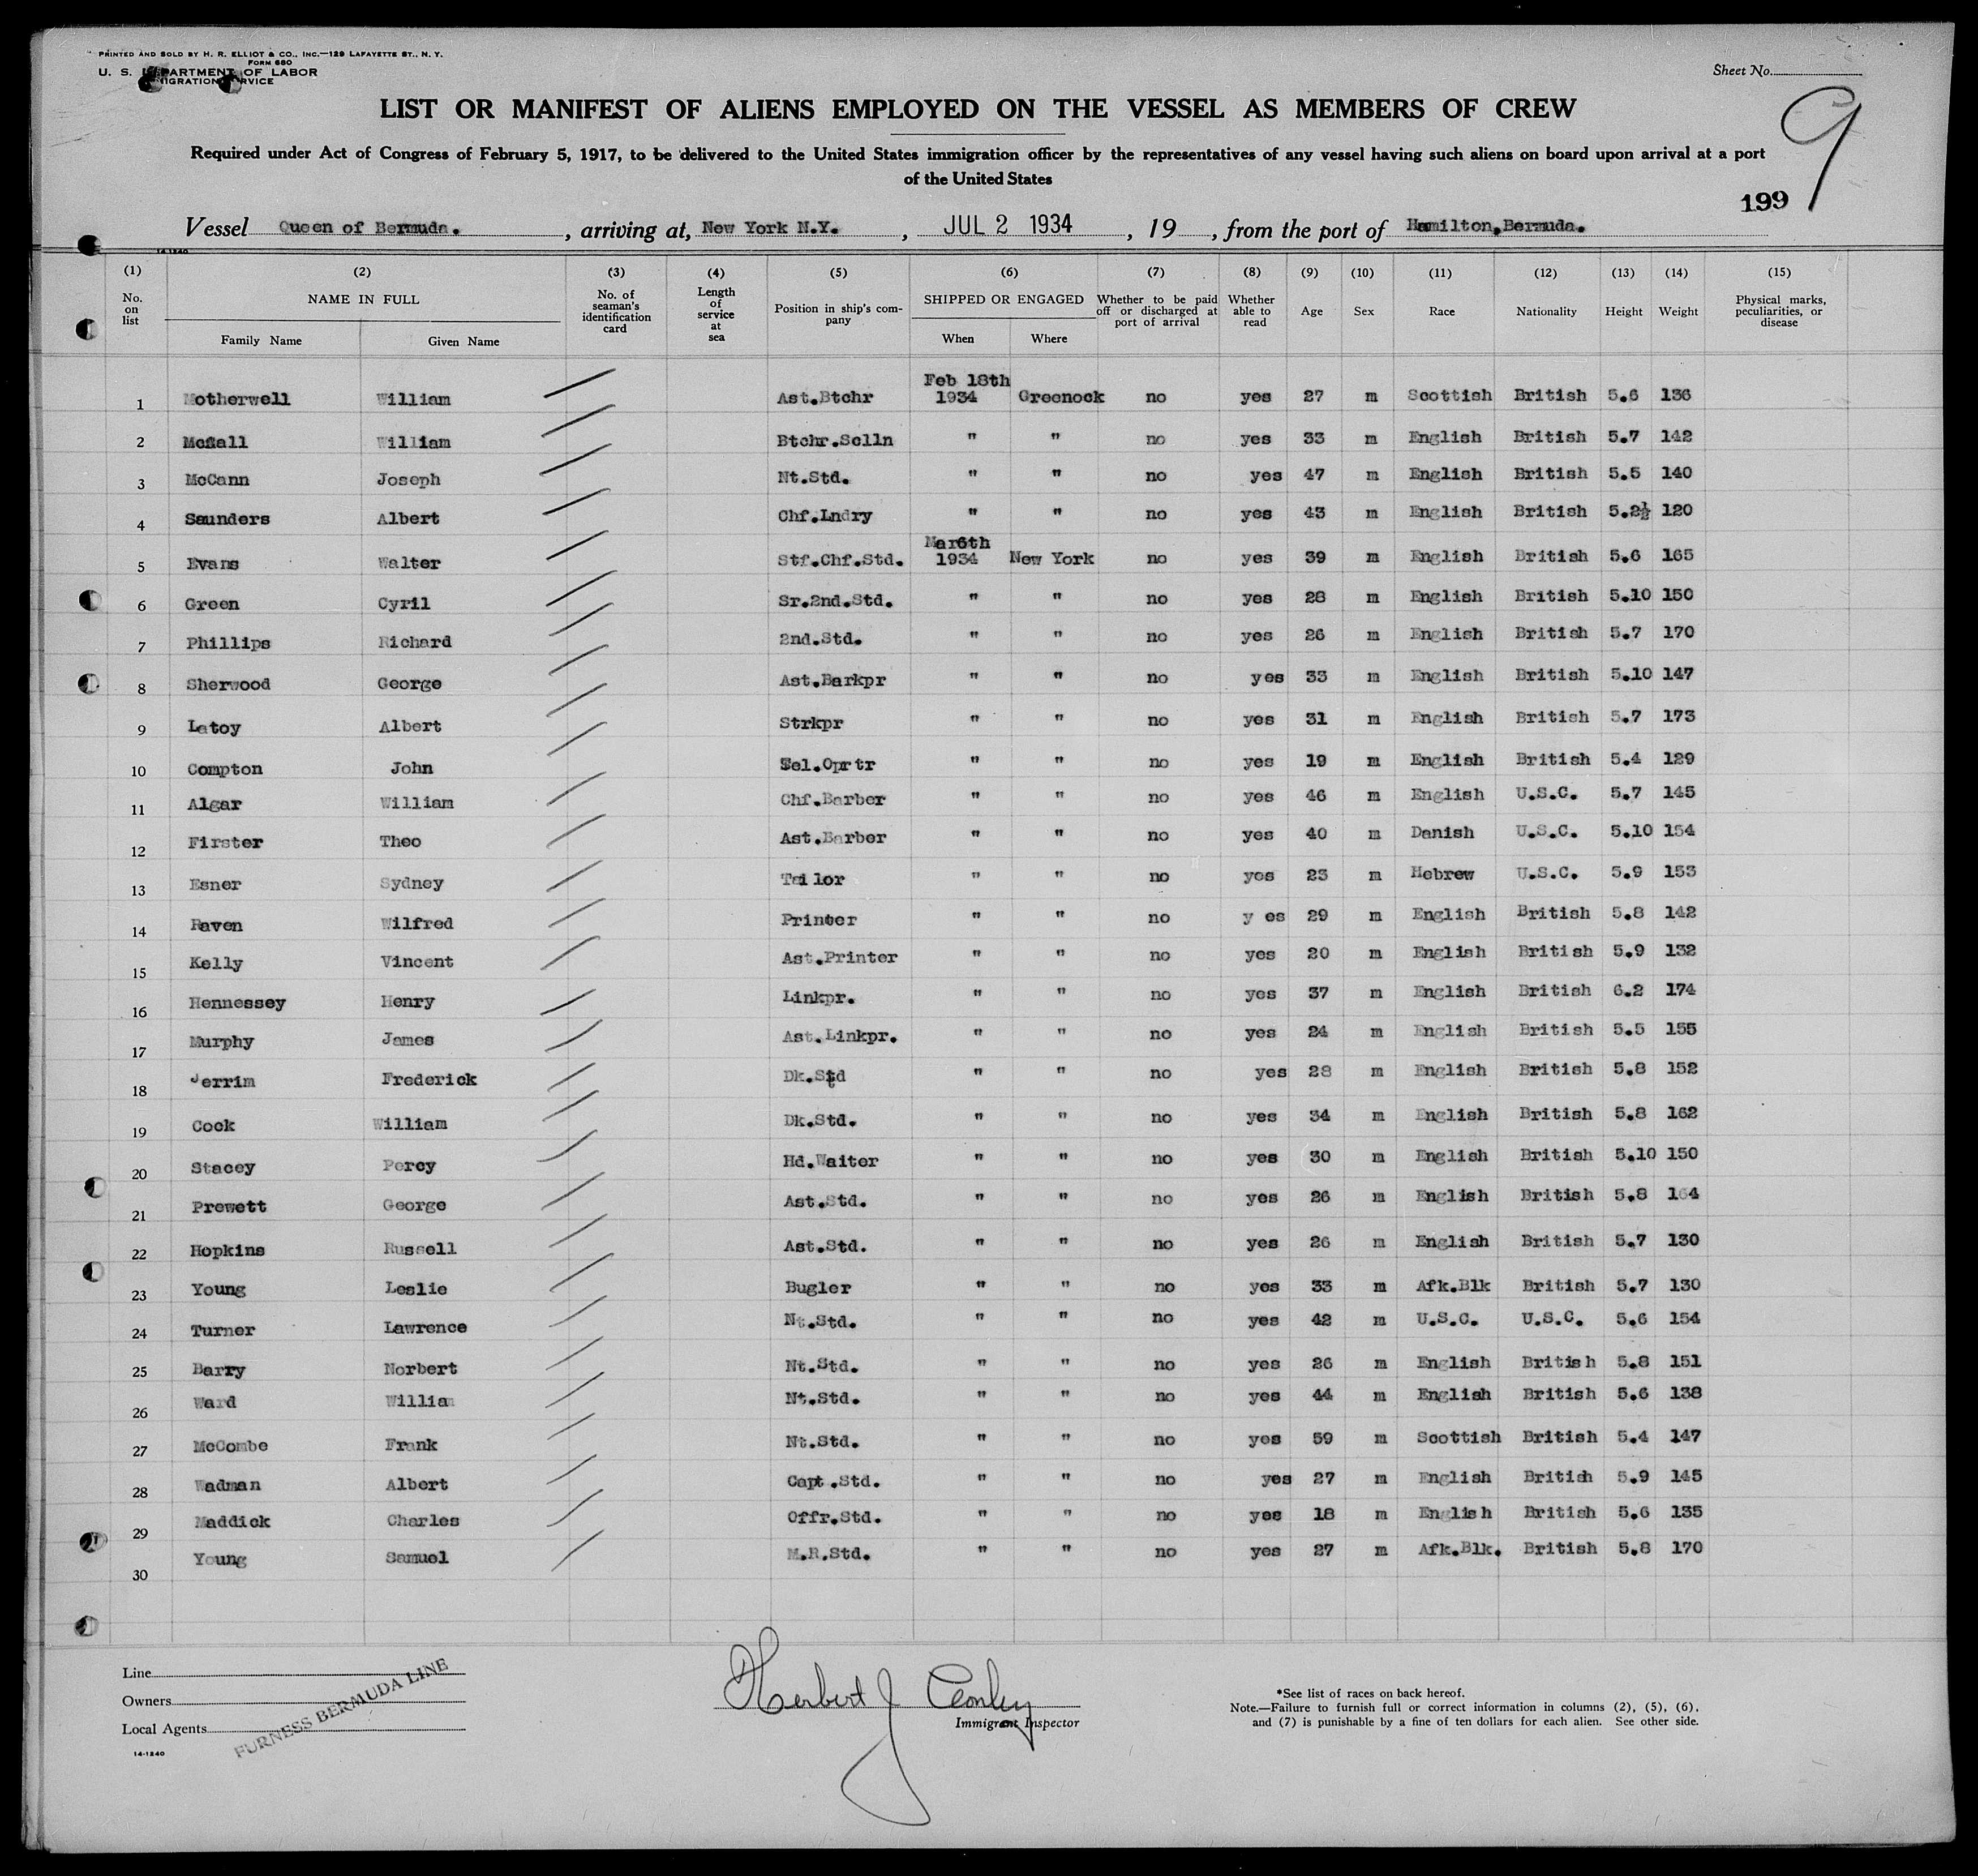 PRINTED AND SOLD BY H. R. ELLIOT & CO., INC.—129 LAFAYETTE ST., N. Y.
FORM 680
U. S. DEPARTMENT OF LABOR
IMMIGRATION SERVICE
Sheet No.
9
LIST OR MANIFEST OF ALIENS EMPLOYED ON THE VESSEL AS MEMBERS OF CREW
Required under Act of Congress of February 5, 1917, to be delivered to the United States immigration officer by the representatives of any vessel having such aliens on board upon arrival at a port
of the United States
199
Vessel Queen of Bermuda. , arriving at, New York N.Y. , JUL 2 1934 , 19 , from the port of Hamilton,Bermuda.
14-1240
(1) (2) (3) (4) (5) (6) (7) (8) (9) (10) (11) (12) (13) (14) (15)
No. on list NAME IN FULL Family Name Given Name No. of seaman's identification card Length of service at sea Position in ship's company SHIPPED OR ENGAGED When Where Whether to be paid off or discharged at port of arrival Whether able to read Age Sex Race Nationality Height Weight Physical marks, peculiarities, or disease
1 Motherwell William Ast.Btchr Feb 18th 1934 Greenock no yes 27 m Scottish British 5.6 136
2 William Btchr.Sclln " " no yes 33 m English British 5.7 142
3 McCann Joseph Nt.Std. " " no yes 47 m English British 5.5 140
4 Saunders Albert Chf.Lndry " " no yes 43 m English British 5.2½ 120
5 Evans Walter Stf.Chf.Std. Mar6th 1934 New York no yes 39 m English British 5.6 165
6 Green Cyril Sr.2nd.Std. " " no yes 28 m English British 5.10 150
7 Phillips Richard 2nd.Std. " " no yes 26 m English British 5.7 170
8 Sherwood George Ast.Barkpr " " no yes 33 m English British 5.10 147
9 Latoy Albert Strkpr " " no yes 31 m English British 5.7 173
10 Compton John Tel.Oprtr " " no yes 19 m English British 5.4 129
11 Algar William Chf.Barber " " no yes 46 m English U.S.C. 5.7 145
12 Firster Theo Ast.Barber " " no yes 40 m Danish U.S.C. 5.10 154
13 Esner Sydney Tailor " " no yes 23 m Hebrew U.S.C. 5.9 153
14 Raven Wilfred Printer " " no y es 29 m English British 5.8 142
15 Kelly Vincent Ast.Printer " " no yes 20 m English British 5.9 132
16 Hennessey Henry Linkpr. " " no yes 37 m English British 6.2 174
17 Murphy James Ast.Linkpr. " " no yes 24 m English British 5.5 155
18 Jerrim Frederick Dk.Std " " no yes 28 m English British 5.8 152
19 Cook William Dk.Std. " " no yes 34 m English British 5.8 162
20 Stacey Percy Hd.Waiter " " no yes 30 m English British 5.10 150
21 Prewett George Ast.Std. " " no yes 26 m English British 5.8 164
22 Hopkins Russell Ast.Std. " " no yes 26 m English British 5.7 130
23 Young Leslie Bugler " " no yes 33 m Afk.Blk British 5.7 130
24 Turner Lawrence Nt.Std. " " no yes 42 m U.S.C. U.S.C. 5.6 154
25 Barry Norbert Nt.Std. " " no yes 26 m English British 5.8 151
26 Ward William Nt.Std. " " no yes 44 m English British 5.6 138
27 McCombe Frank Nt.Std. " " no yes 59 m Scottish British 5.4 147
28 Wadman Albert Capt.Std. " " no yes 27 m English British 5.9 145
29 Maddick Charles Offr.Std. " " no yes 18 m English British 5.6 135
30 Young Samuel M.R.Std. " " no yes 27 m Afk.Blk. British 5.8 170
Line
Owners
Local Agents
FURNESS BERMUDA LINE
14-1240
Herbert J Conley
Immigrant Inspector
*See list of races on back hereof.
Note.—Failure to furnish full or correct information in columns (2), (5), (6),
and (7) is punishable by a fine of ten dollars for each alien. See other side.